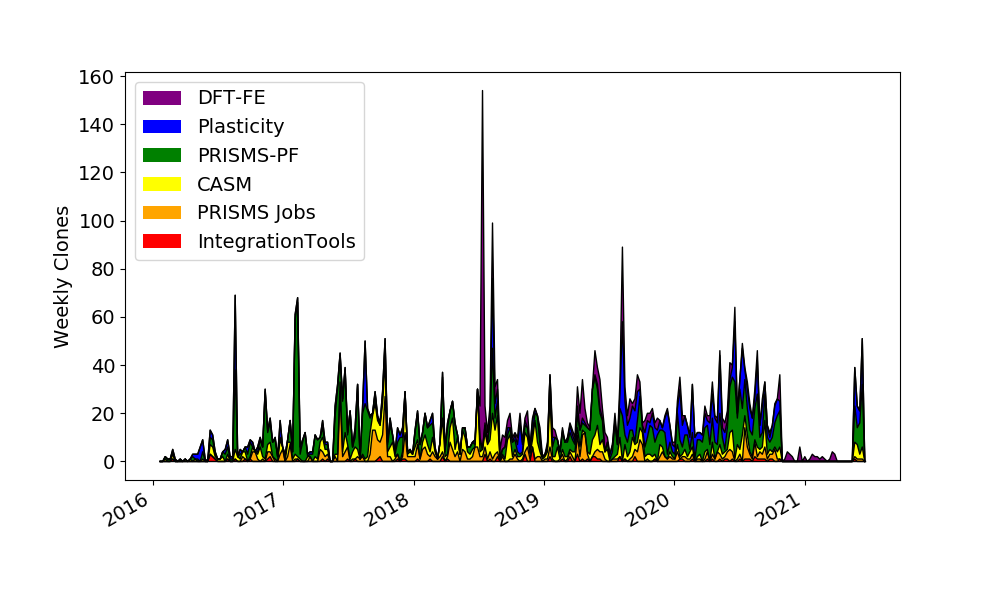 160
140
120
100
80
60
40
20
0
Weekly Clones
DFT-FE
Plasticity
PRISMS-PF
CASM
PRISMS Jobs
IntegrationTools
2016
2017
2018
2019
2020
2021